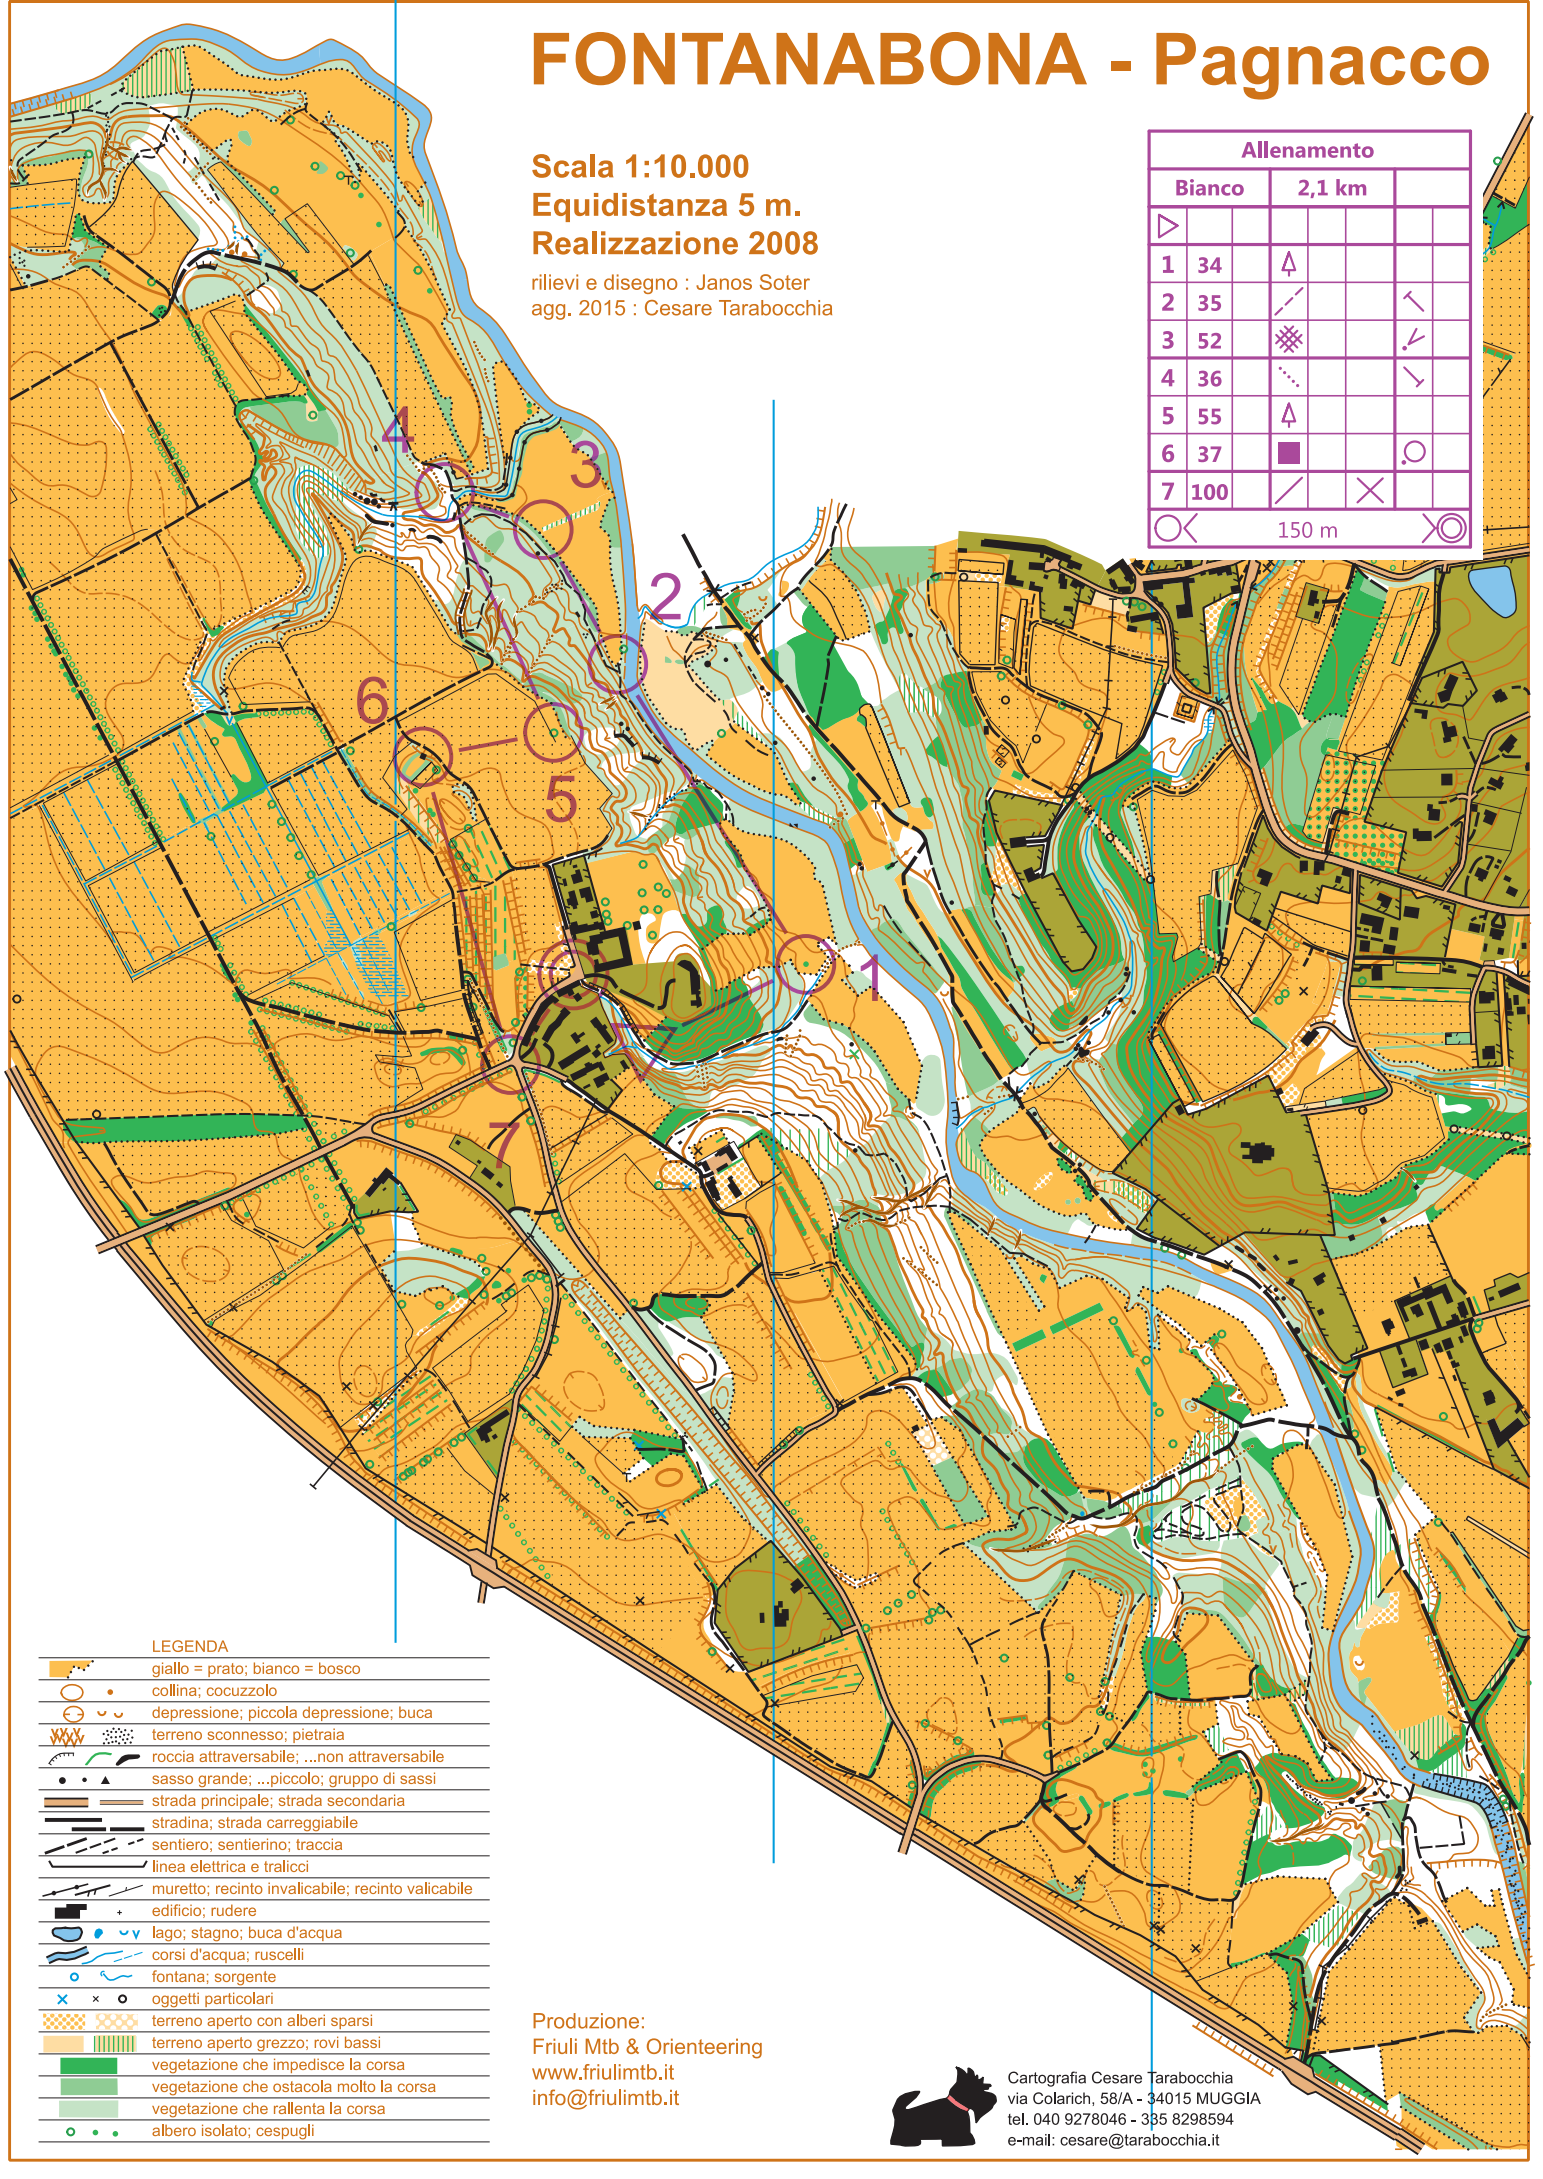 FONTANABONA - Pagnacco
Scala 1:10.000
Equidistanza 5 m.
Realizzazione 2008
rilievi e disegno : Janos Soter
agg. 2015 : Cesare Tarabocchia
Allenamento
Bianco 2,1 km
1 34
2 35
3 52
4 36
5 55
6 37
7 100
150 m
4
3
2
6
5
1
7
LEGENDA
giallo = prato; bianco = bosco
collina; cocuzzolo
depressione; piccola depressione; buca
terreno sconnesso; pietraia
roccia attraversabile; ...non attraversabile
sasso grande; ...piccolo; gruppo di sassi
strada principale; strada secondaria
stradina; strada carreggiabile
sentiero; sentierino; traccia
linea elettrica e tralicci
muretto; recinto invalicabile; recinto valicabile
edificio; rudere
lago; stagno; buca d'acqua
corsi d'acqua; ruscelli
fontana; sorgente
oggetti particolari
terreno aperto con alberi sparsi
terreno aperto grezzo; rovi bassi
vegetazione che impedisce la corsa
vegetazione che ostacola molto la corsa
vegetazione che rallenta la corsa
albero isolato; cespugli
Produzione:
Friuli Mtb & Orienteering
www.friulimtb.it
info@friulimtb.it
Cartografia Cesare Tarabocchia
via Colarich, 58/A - 34015 MUGGIA
tel. 040 9278046 - 335 8298594
e-mail: cesare@tarabocchia.it